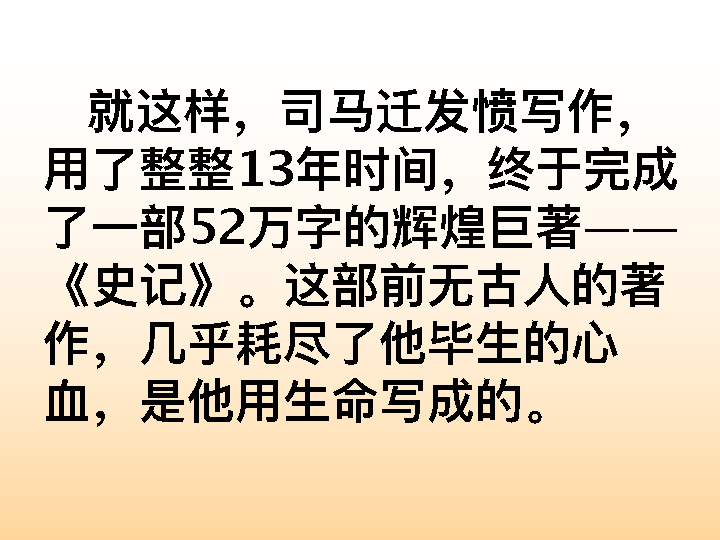 就这样，司马迁发愤写作，
用了整整13年时间，终于完成
了一部52万字的辉煌巨著——
《史记》。这部前无古人的著
作，几乎耗尽了他毕生的心
血，是他用生命写成的。